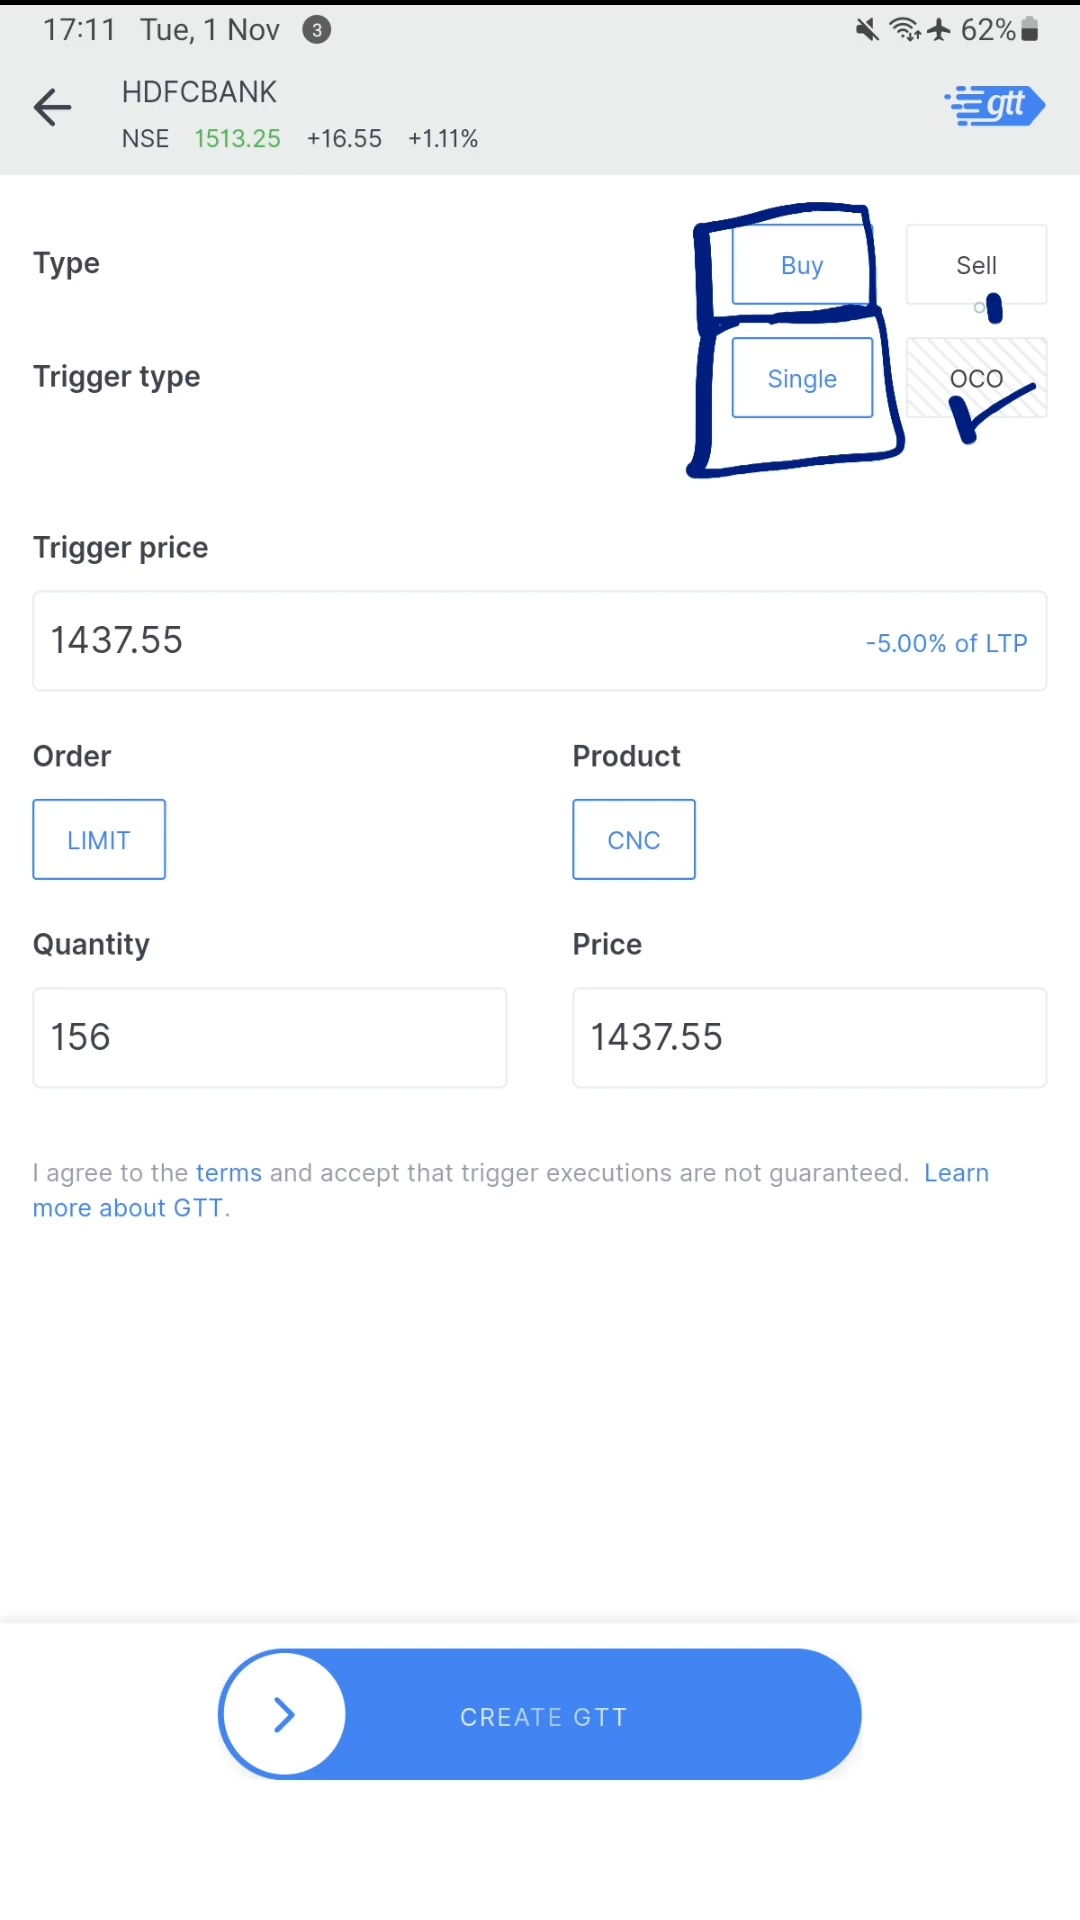 17:11 Tue, 1 Nov 3 62%
HDFCBANK
gtt
NSE 1513.25 +16.55 +1.11%
Type Buy Sell
Trigger type Single OCO
Trigger price
1437.55 -5.00% of LTP
Order Product
LIMIT CNC
Quantity Price
156 1437.55
I agree to the terms and accept that trigger executions are not guaranteed. Learn
more about GTT.
CREATE GTT